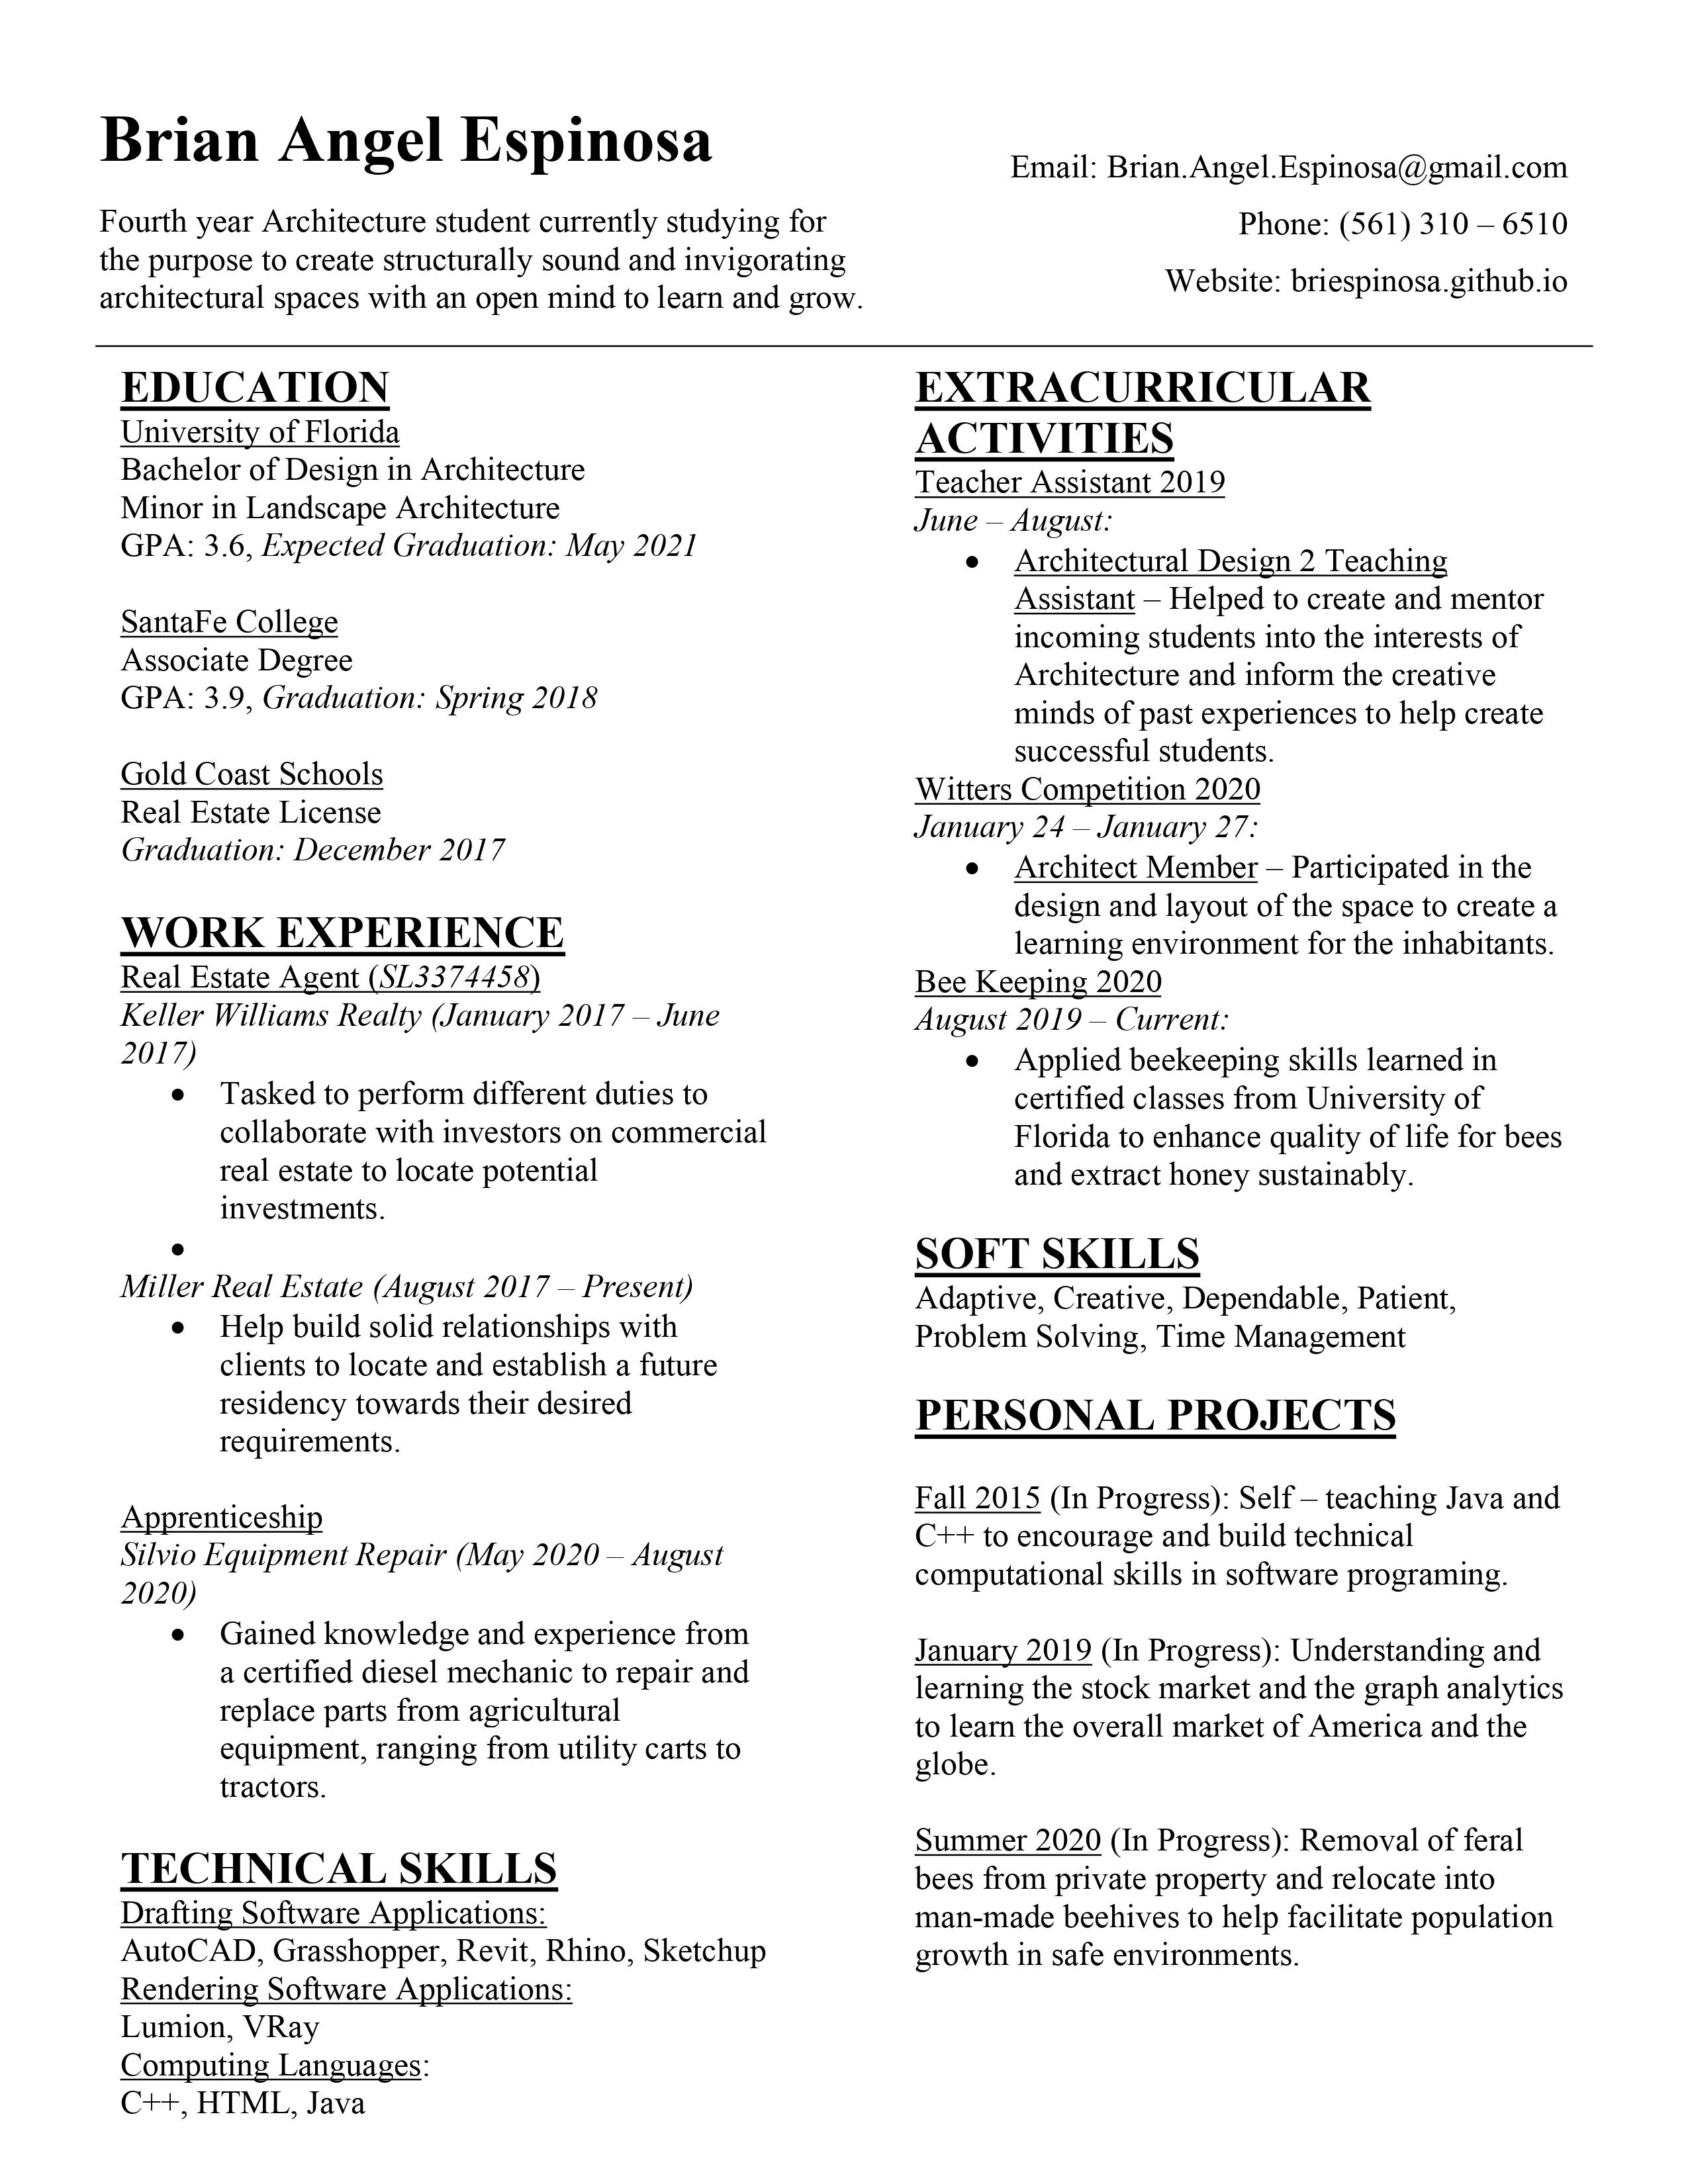 Brian Angel Espinosa
Fourth year Architecture student currently studying for
the purpose to create structurally sound and invigorating
architectural spaces with an open mind to learn and grow.
Email: Brian.Angel.Espinosa@gmail.com
Phone: (561) 310 – 6510
Website: briespinosa.github.io
EDUCATION
University of Florida
Bachelor of Design in Architecture
Minor in Landscape Architecture
GPA: 3.6, Expected Graduation: May 2021
SantaFe College
Associate Degree
GPA: 3.9, Graduation: Spring 2018
Gold Coast Schools
Real Estate License
Graduation: December 2017
WORK EXPERIENCE
Real Estate Agent (SL3374458)
Keller Williams Realty (January 2017 – June
2017)
• Tasked to perform different duties to
collaborate with investors on commercial
real estate to locate potential
investments.
•
Miller Real Estate (August 2017 – Present)
• Help build solid relationships with
clients to locate and establish a future
residency towards their desired
requirements.
Apprenticeship
Silvio Equipment Repair (May 2020 – August
2020)
• Gained knowledge and experience from
a certified diesel mechanic to repair and
replace parts from agricultural
equipment, ranging from utility carts to
tractors.
TECHNICAL SKILLS
Drafting Software Applications:
AutoCAD, Grasshopper, Revit, Rhino, Sketchup
Rendering Software Applications:
Lumion, VRay
Computing Languages:
C++, HTML, Java
EXTRACURRICULAR
ACTIVITIES
Teacher Assistant 2019
June – August:
• Architectural Design 2 Teaching
Assistant – Helped to create and mentor
incoming students into the interests of
Architecture and inform the creative
minds of past experiences to help create
successful students.
Witters Competition 2020
January 24 – January 27:
• Architect Member – Participated in the
design and layout of the space to create a
learning environment for the inhabitants.
Bee Keeping 2020
August 2019 – Current:
• Applied beekeeping skills learned in
certified classes from University of
Florida to enhance quality of life for bees
and extract honey sustainably.
SOFT SKILLS
Adaptive, Creative, Dependable, Patient,
Problem Solving, Time Management
PERSONAL PROJECTS
Fall 2015 (In Progress): Self – teaching Java and
C++ to encourage and build technical
computational skills in software programing.
January 2019 (In Progress): Understanding and
learning the stock market and the graph analytics
to learn the overall market of America and the
globe.
Summer 2020 (In Progress): Removal of feral
bees from private property and relocate into
man-made beehives to help facilitate population
growth in safe environments.